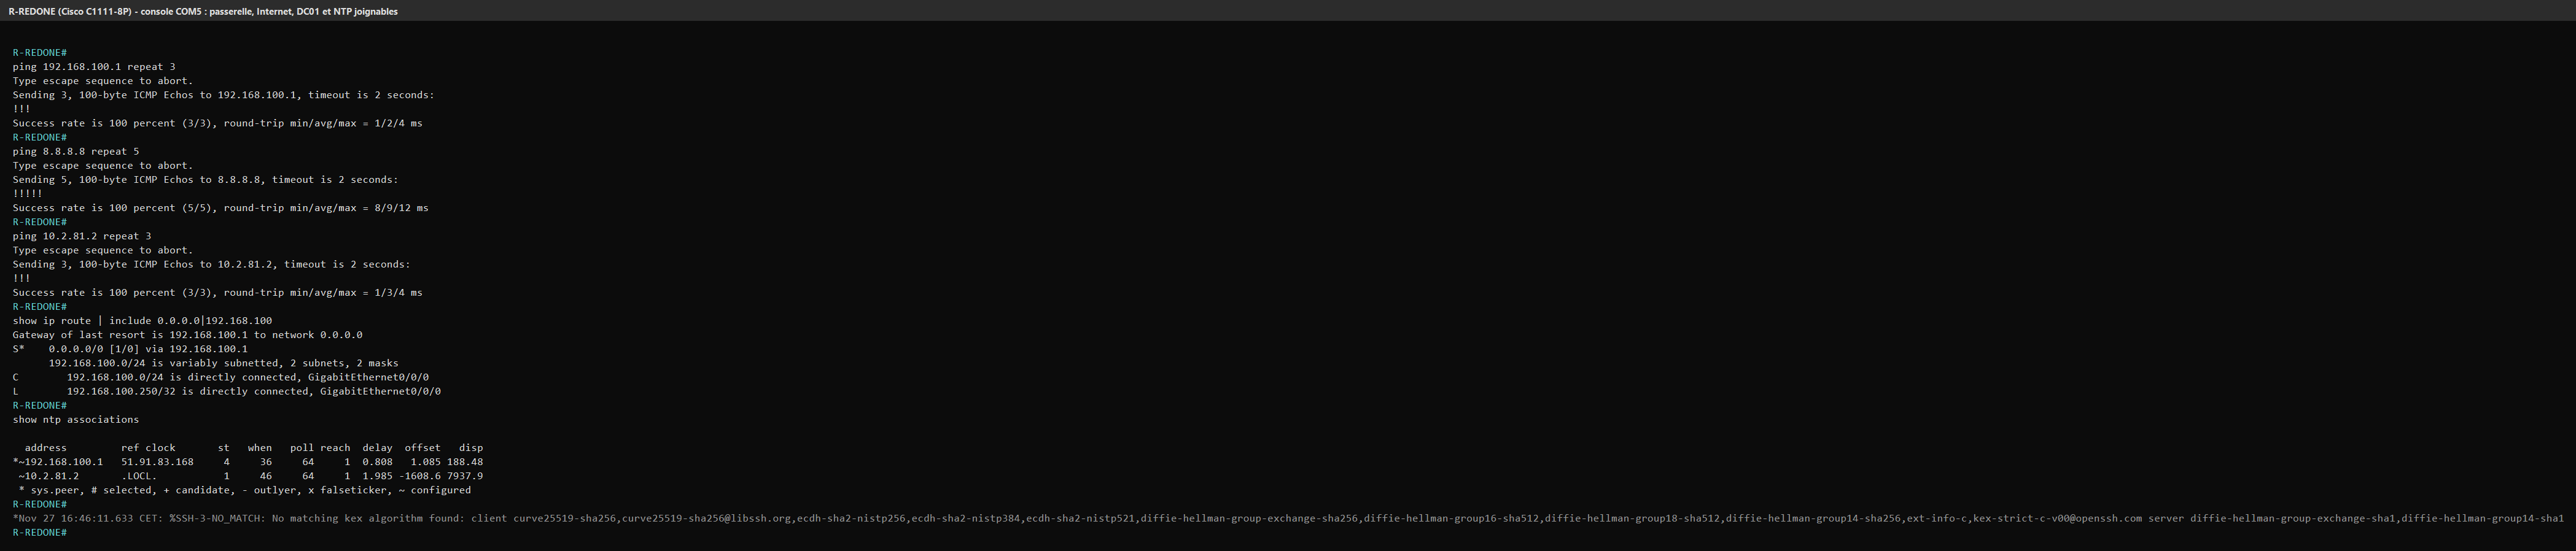 R-REDONE (Cisco C1111-8P) - console COM5 : passerelle, Internet, DC01 et NTP joignables
R-REDONE#
ping 192.168.100.1 repeat 3
Type escape sequence to abort.
Sending 3, 100-byte ICMP Echos to 192.168.100.1, timeout is 2 seconds:
!!!
Success rate is 100 percent (3/3), round-trip min/avg/max = 1/2/4 ms
R-REDONE#
ping 8.8.8.8 repeat 5
Type escape sequence to abort.
Sending 5, 100-byte ICMP Echos to 8.8.8.8, timeout is 2 seconds:
!!!!!
Success rate is 100 percent (5/5), round-trip min/avg/max = 8/9/12 ms
R-REDONE#
ping 10.2.81.2 repeat 3
Type escape sequence to abort.
Sending 3, 100-byte ICMP Echos to 10.2.81.2, timeout is 2 seconds:
!!!
Success rate is 100 percent (3/3), round-trip min/avg/max = 1/3/4 ms
R-REDONE#
show ip route | include 0.0.0.0|192.168.100
Gateway of last resort is 192.168.100.1 to network 0.0.0.0
S*    0.0.0.0/0 [1/0] via 192.168.100.1
      192.168.100.0/24 is variably subnetted, 2 subnets, 2 masks
C        192.168.100.0/24 is directly connected, GigabitEthernet0/0/0
L        192.168.100.250/32 is directly connected, GigabitEthernet0/0/0
R-REDONE#
show ntp associations
  address         ref clock       st   when   poll reach  delay  offset   disp
*~192.168.100.1   51.91.83.168     4     36     64     1  0.808   1.085 188.48
 ~10.2.81.2       .LOCL.           1     46     64     1  1.985 -1608.6 7937.9
 * sys.peer, # selected, + candidate, - outlyer, x falseticker, ~ configured
R-REDONE#
*Nov 27 16:46:11.633 CET: %SSH-3-NO_MATCH: No matching kex algorithm found: client curve25519-sha256,curve25519-sha256@libssh.org,ecdh-sha2-nistp256,ecdh-sha2-nistp384,ecdh-sha2-nistp521,diffie-hellman-group-exchange-sha256,diffie-hellman-group16-sha512,diffie-hellman-group18-sha512,diffie-hellman-group14-sha256,ext-info-c,kex-strict-c-v00@openssh.com server diffie-hellman-group-exchange-sha1,diffie-hellman-group14-sha1
R-REDONE#